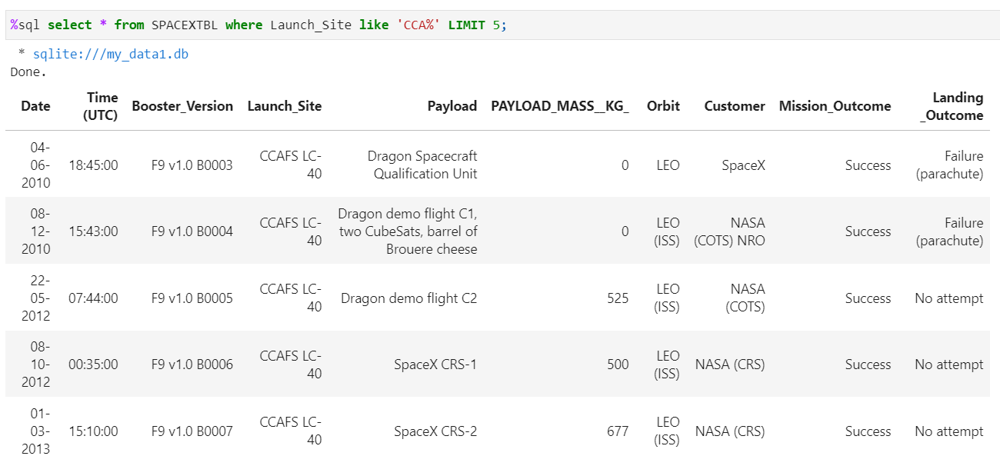 %sql select * from SPACEXTBL where Launch_Site like 'CCA%' LIMIT 5;
* sqlite:///my_data1.db
Done.
Date Time (UTC) Booster_Version Launch_Site Payload PAYLOAD_MASS__KG_ Orbit Customer Mission_Outcome Landing _Outcome
04-06-2010 18:45:00 F9 v1.0 B0003 CCAFS LC-40 Dragon Spacecraft Qualification Unit 0 LEO SpaceX Success Failure (parachute)
08-12-2010 15:43:00 F9 v1.0 B0004 CCAFS LC-40 Dragon demo flight C1, two CubeSats, barrel of Brouere cheese 0 LEO (ISS) NASA (COTS) NRO Success Failure (parachute)
22-05-2012 07:44:00 F9 v1.0 B0005 CCAFS LC-40 Dragon demo flight C2 525 LEO (ISS) NASA (COTS) Success No attempt
08-10-2012 00:35:00 F9 v1.0 B0006 CCAFS LC-40 SpaceX CRS-1 500 LEO (ISS) NASA (CRS) Success No attempt
01-03-2013 15:10:00 F9 v1.0 B0007 CCAFS LC-40 SpaceX CRS-2 677 LEO (ISS) NASA (CRS) Success No attempt